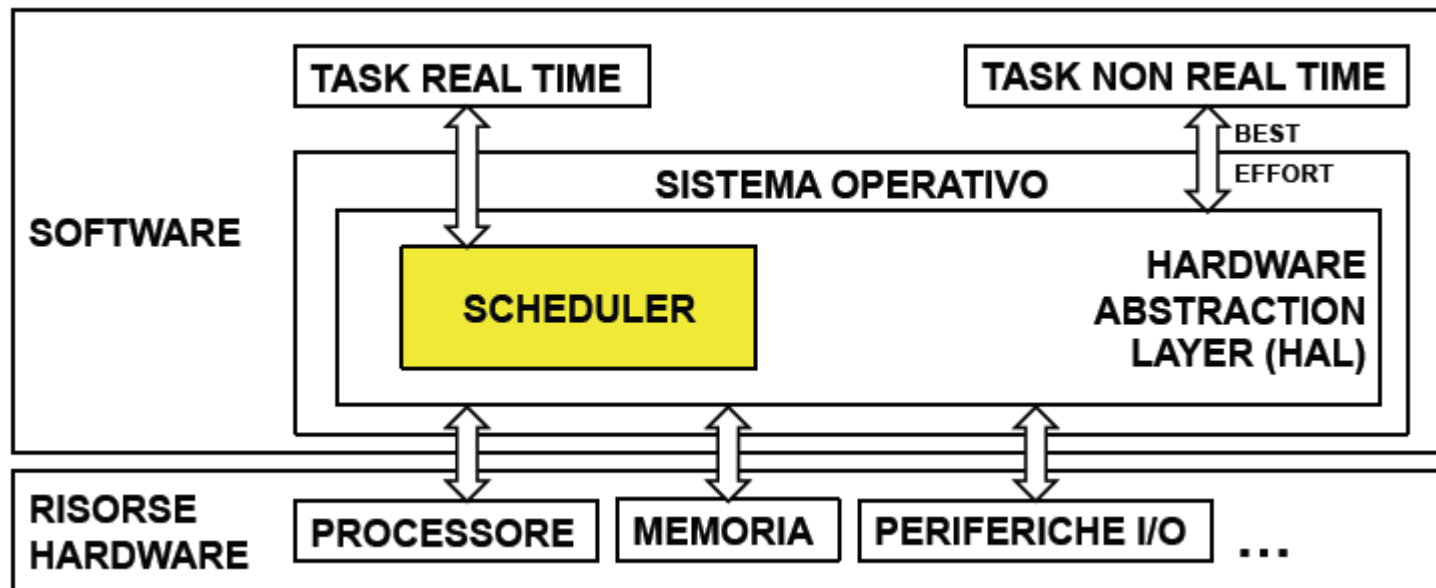 TASK REAL TIME
TASK NON REAL TIME
BEST
EFFORT
SISTEMA OPERATIVO
SOFTWARE
SCHEDULER
HARDWARE
ABSTRACTION
LAYER (HAL)
RISORSE
HARDWARE
PROCESSORE
MEMORIA
PERIFERICHE I/O
...